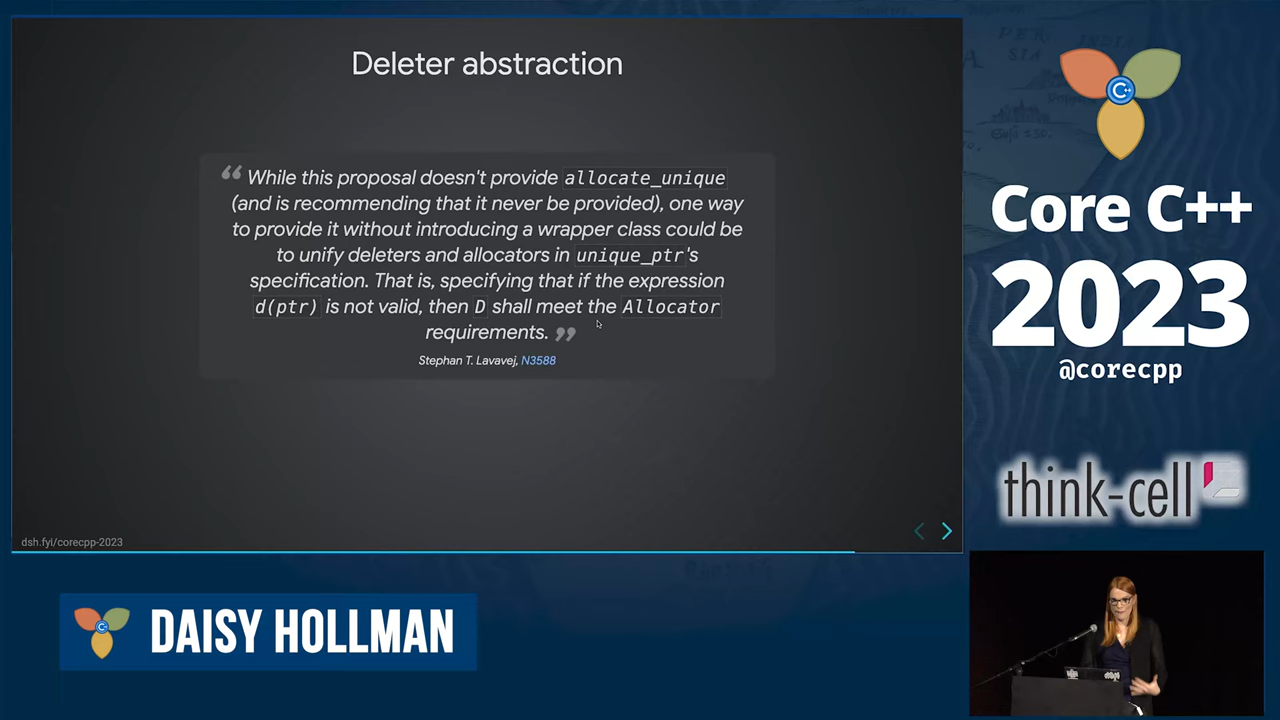 Deleter abstraction
“ While this proposal doesn't provide allocate_unique
(and is recommending that it never be provided), one way
to provide it without introducing a wrapper class could be
to unify deleters and allocators in unique_ptr's
specification. That is, specifying that if the expression
d(ptr) is not valid, then D shall meet the Allocator
requirements. ”
Stephan T. Lavavej, N3588
dsh.fyi/corecpp-2023
C++
Core C++
2023
@corecpp
think-cell
C++
DAISY HOLLMAN